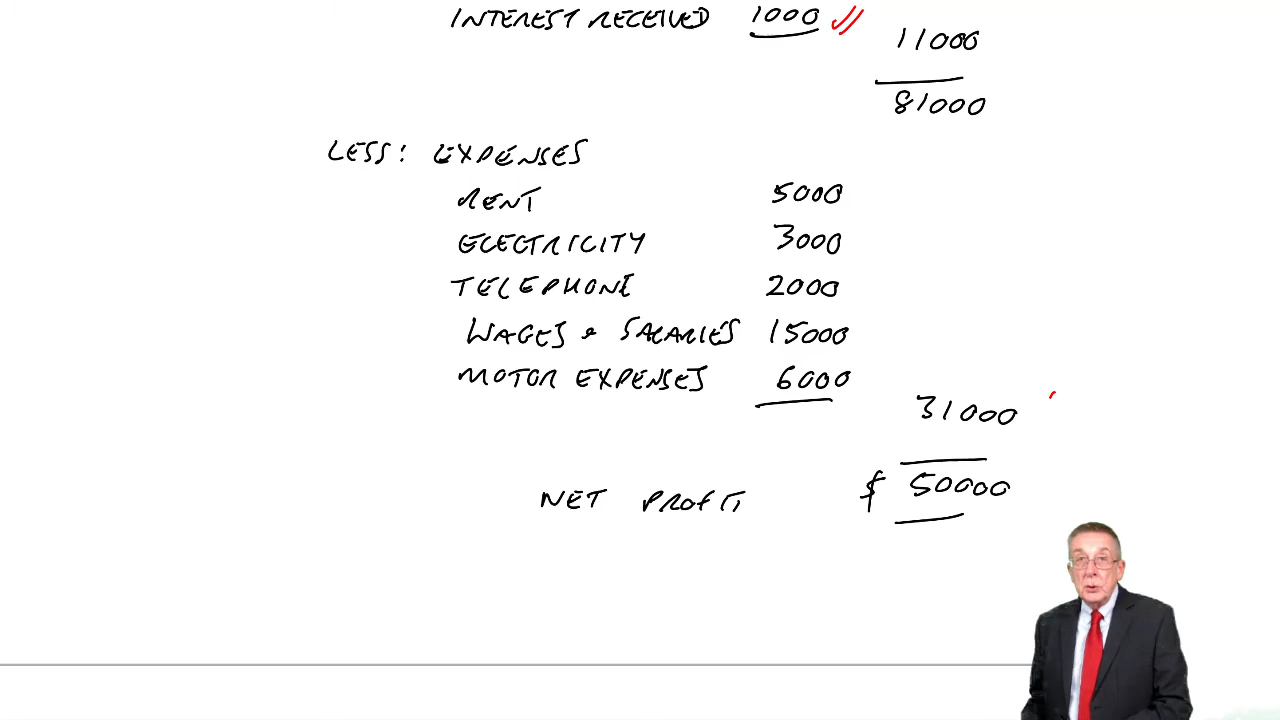 INTEREST RECEIVED 1000
11000
81000
LESS: EXPENSES
RENT 5000
ELECTRICITY 3000
TELEPHONE 2000
WAGES & SALARIES 15000
MOTOR EXPENSES 6000
31000
NET PROFIT $ 50000